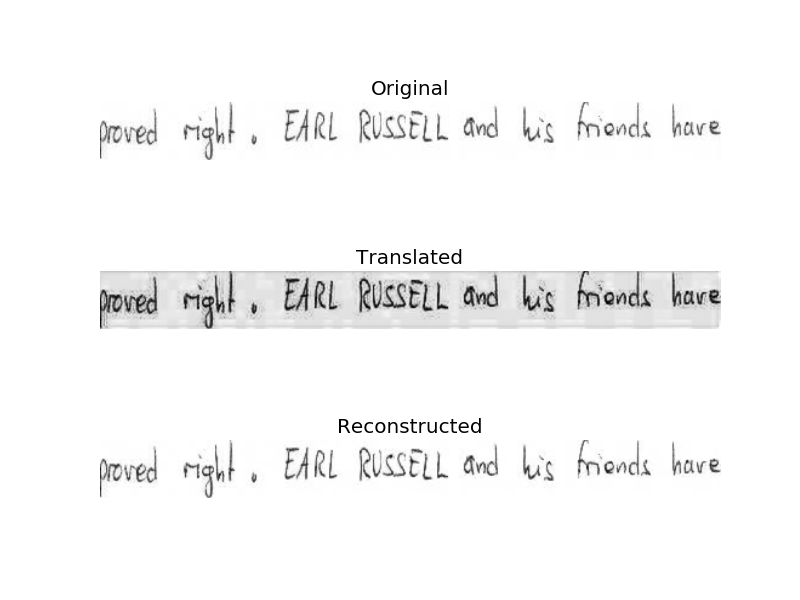 Original
proved right . EARL RUSSELL and his friends have
Translated
proved right . EARL RUSSELL and his friends have
Reconstructed
proved right . EARL RUSSELL and his friends have